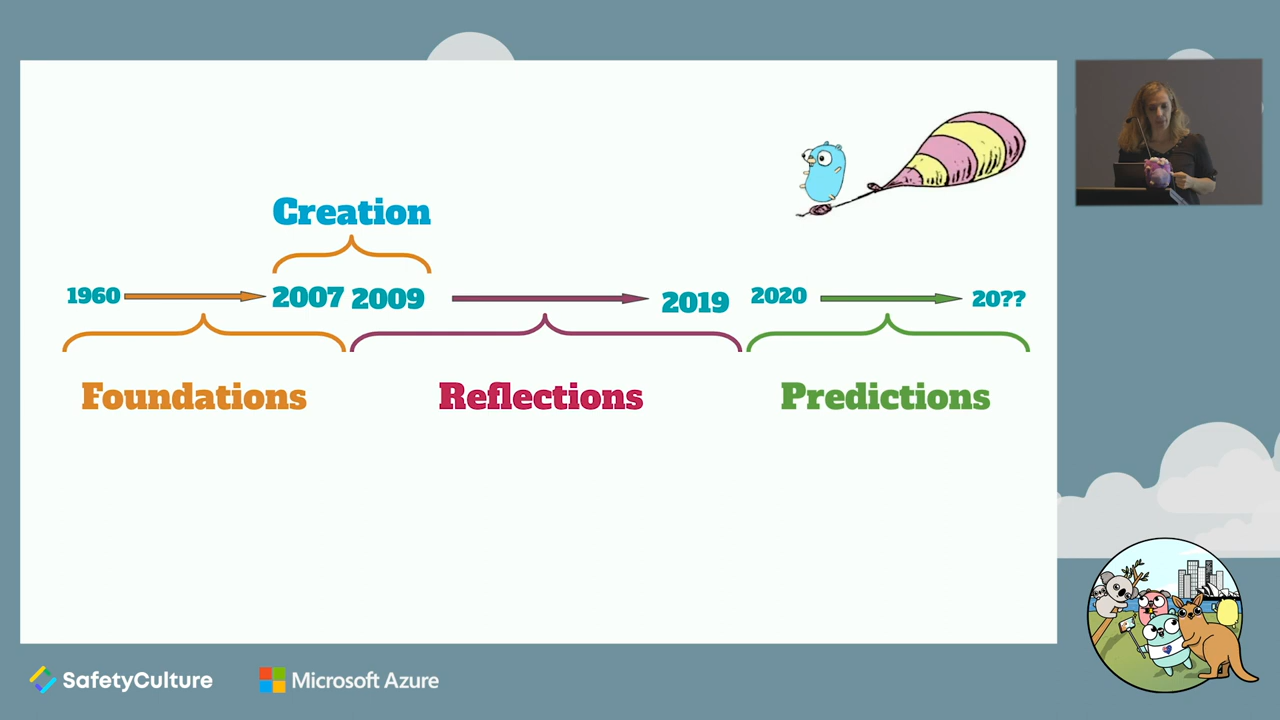 Creation
1960 2007 2009 2019 2020 20??
Foundations Reflections Predictions
SafetyCulture Microsoft Azure